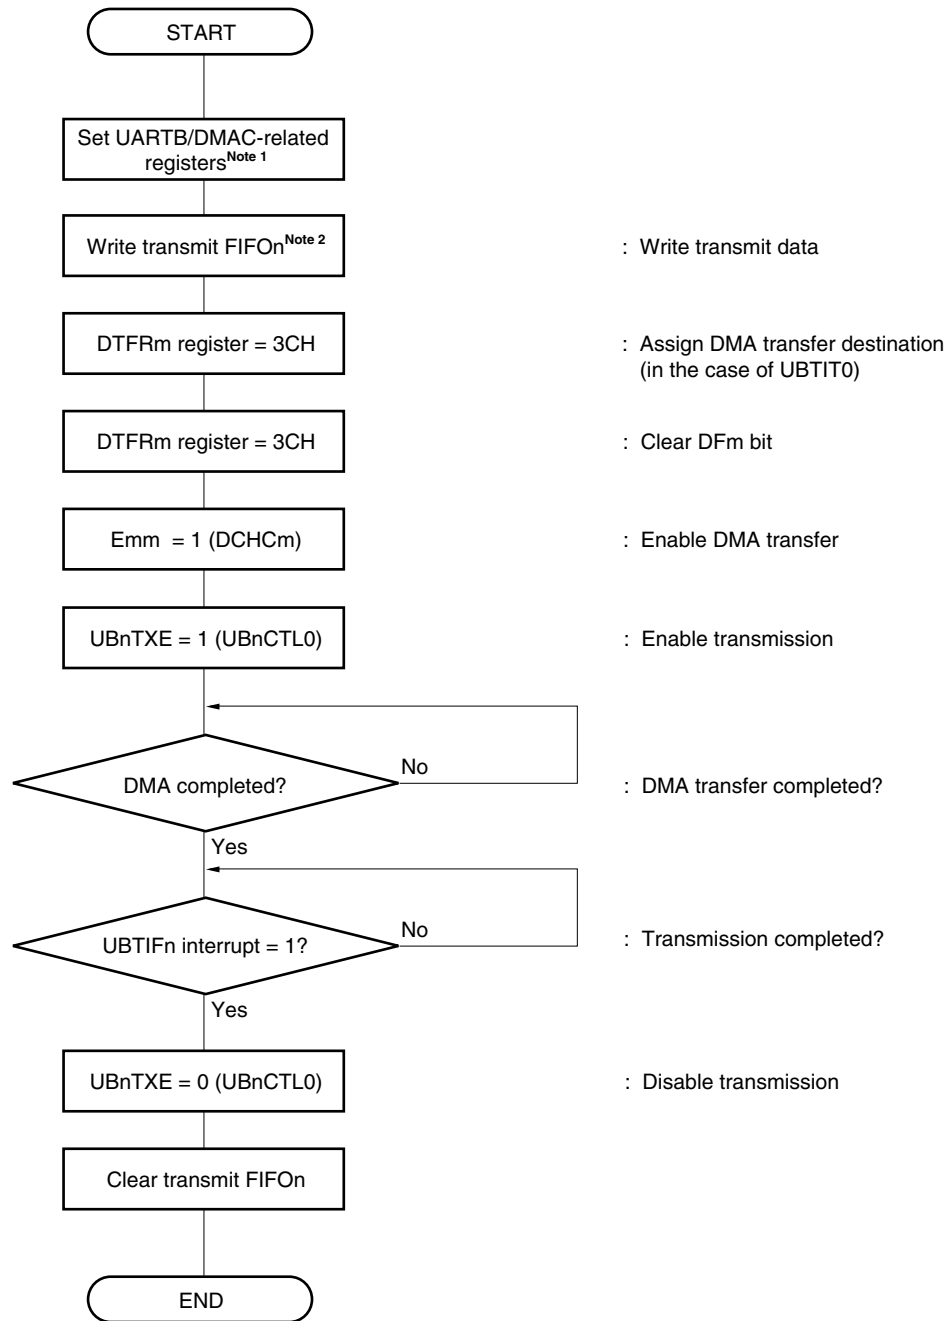 START
Set UARTB/DMAC-related
registersNote 1
Write transmit FIFOnNote 2
: Write transmit data
DTFRm register = 3CH
: Assign DMA transfer destination
(in the case of UBTIT0)
DTFRm register = 3CH
: Clear DFm bit
Emm = 1 (DCHCm)
: Enable DMA transfer
UBnTXE = 1 (UBnCTL0)
: Enable transmission
DMA completed?
No
: DMA transfer completed?
Yes
UBTIFn interrupt = 1?
No
: Transmission completed?
Yes
UBnTXE = 0 (UBnCTL0)
: Disable transmission
Clear transmit FIFOn
END